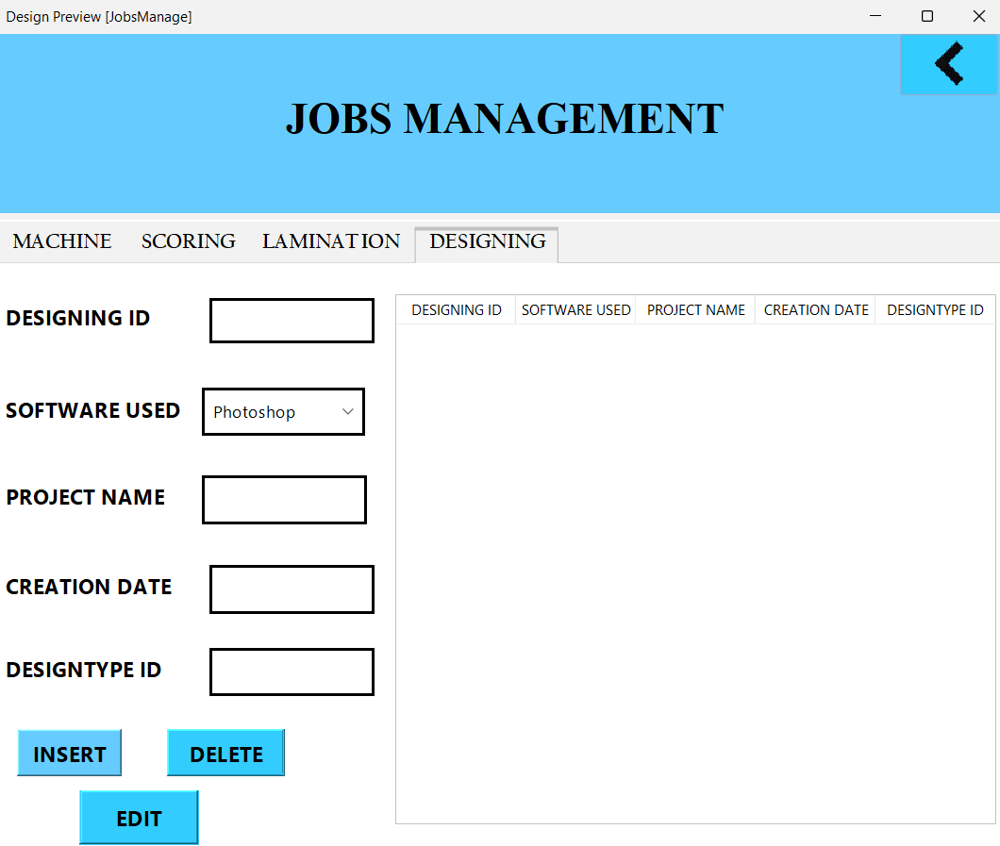 Design Preview [JobsManage]
JOBS MANAGEMENT
MACHINE SCORING LAMINATION DESIGNING
DESIGNING ID
SOFTWARE USED Photoshop
PROJECT NAME
CREATION DATE
DESIGNTYPE ID
INSERT DELETE
EDIT
DESIGNING ID SOFTWARE USED PROJECT NAME CREATION DATE DESIGNTYPE ID